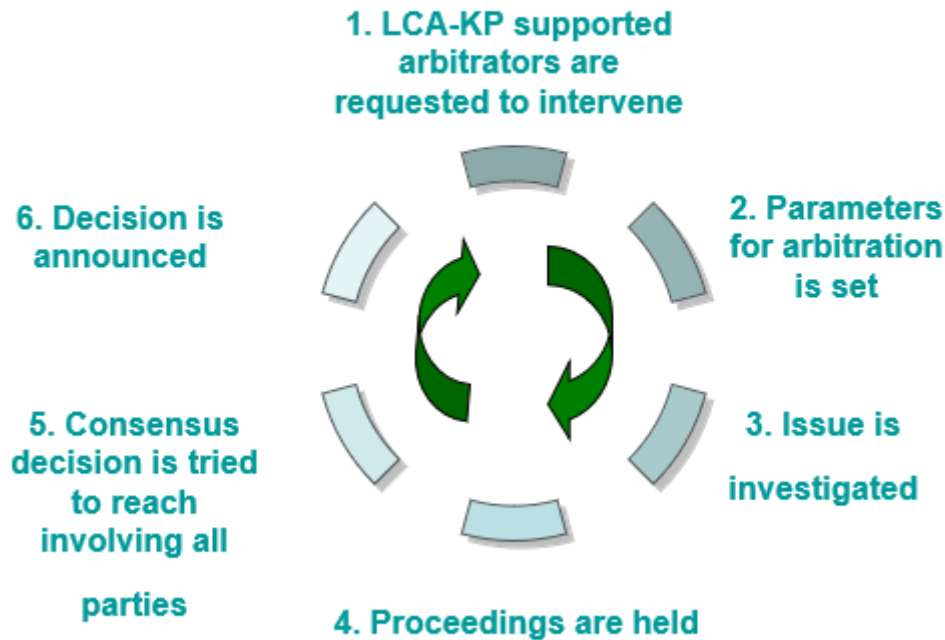 1. LCA-KP supported
arbitrators are
requested to intervene
2. Parameters
for arbitration
is set
3. Issue is
investigated
4. Proceedings are held
5. Consensus
decision is tried
to reach
involving all
parties
6. Decision is
announced